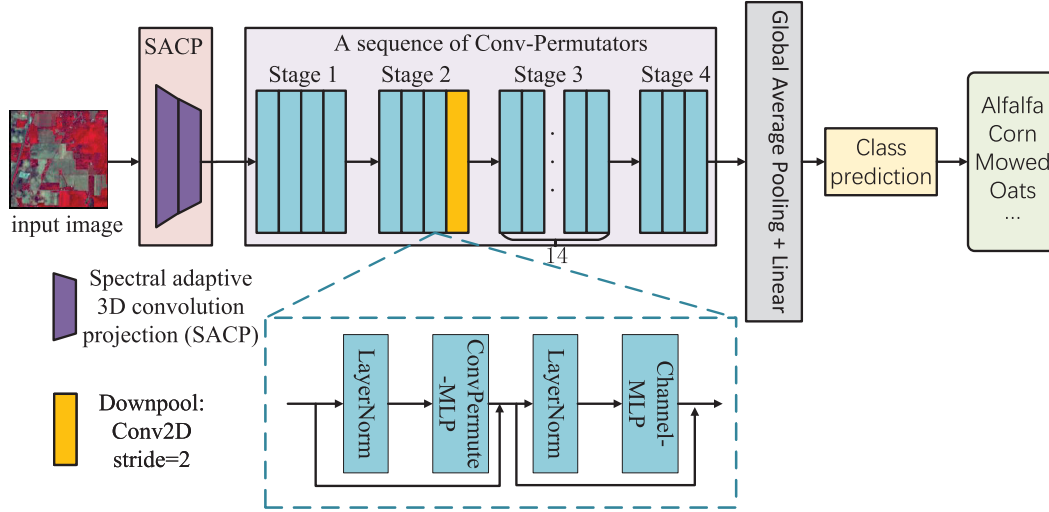 SACP
A sequence of Conv-Permutators
Stage 1
Stage 2
Stage 3
Stage 4
14
input image
Global Average Pooling + Linear
Class
prediction
Alfalfa
Corn
Mowed
Oats
...
Spectral adaptive
3D convolution
projection (SACP)
Downpool:
Conv2D
stride=2
LayerNorm
ConvPermute
-MLP
LayerNorm
Channel-
MLP